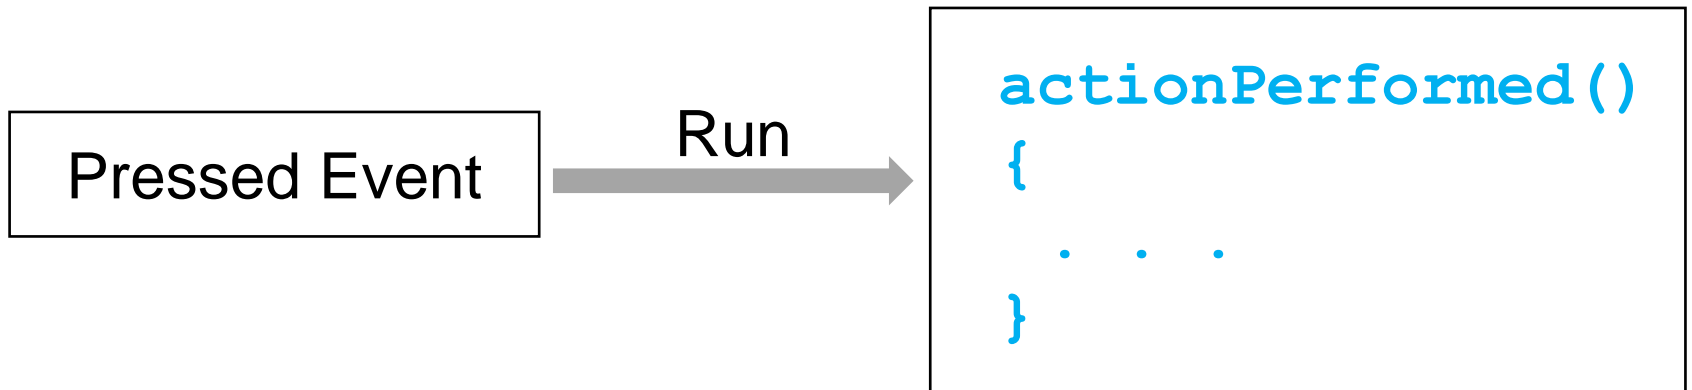 Pressed Event
Run
actionPerformed()
{
. . .
}